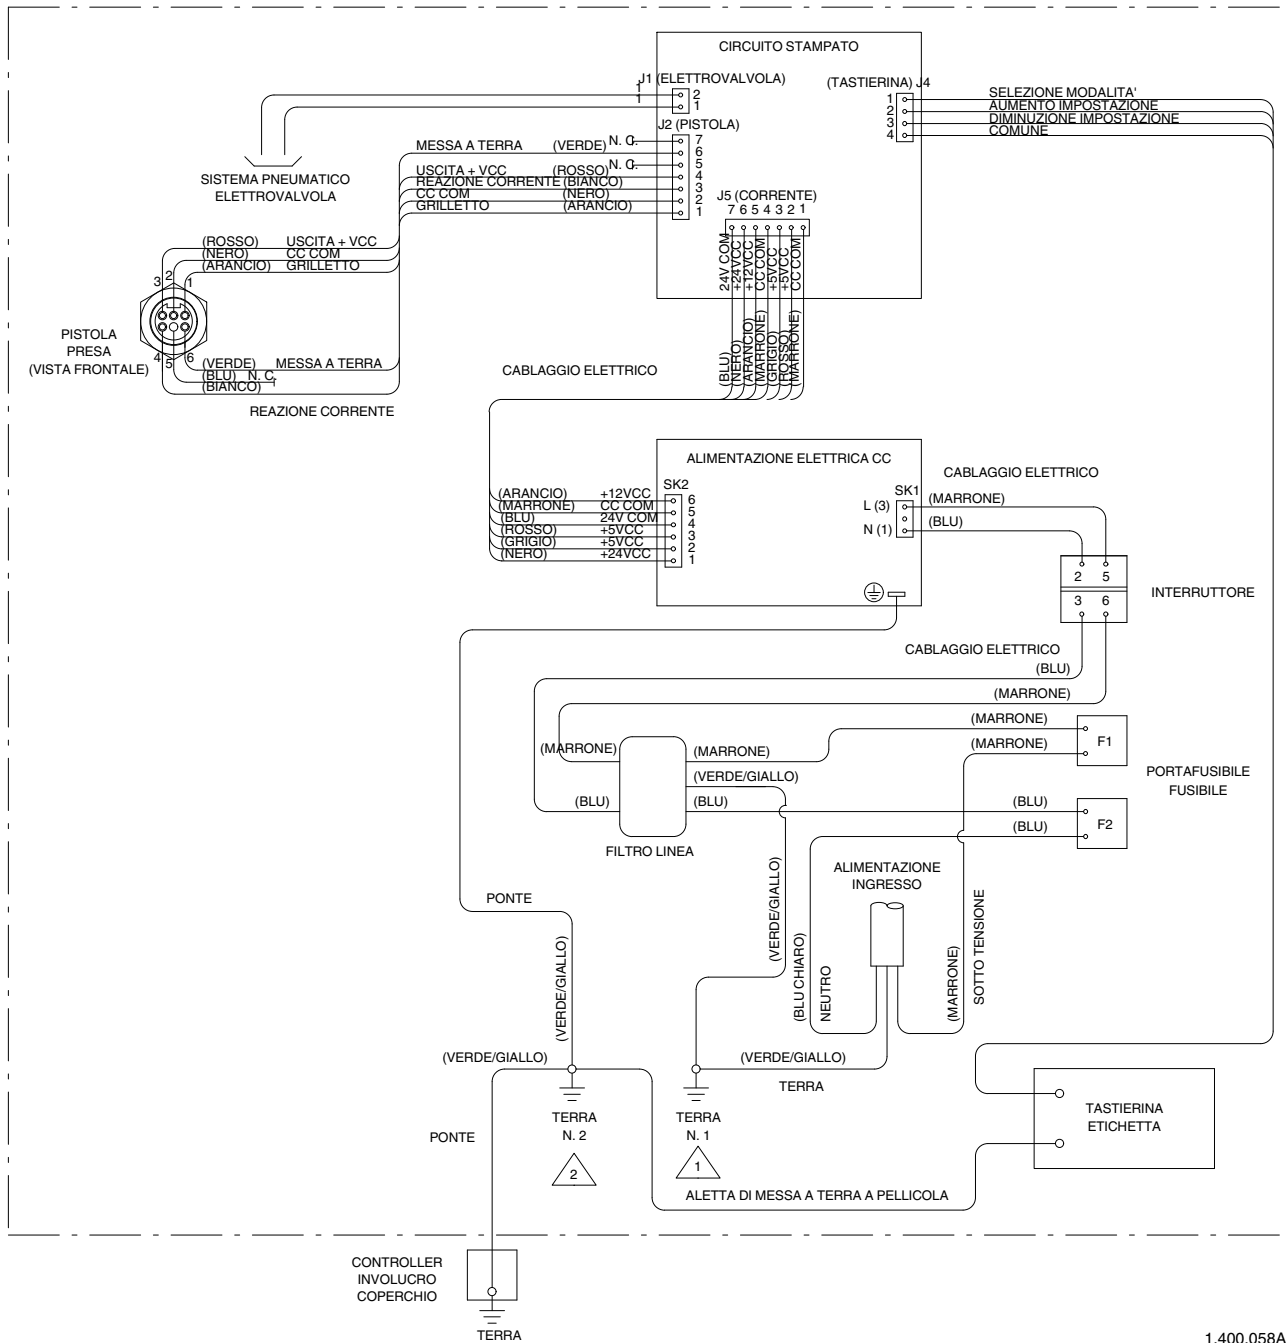 CIRCUITO STAMPATO
J1 (ELETTROVALVOLA)
1
1
2
1
(TASTIERINA) J4
1
2
3
4
SELEZIONE MODALITA'
AUMENTO IMPOSTAZIONE
DIMINUZIONE IMPOSTAZIONE
COMUNE
J2 (PISTOLA)
N. C. 7
MESSA A TERRA (VERDE) 6
N. C. 5
USCITA + VCC (ROSSO) 4
REAZIONE CORRENTE (BIANCO) 3
CC COM (NERO) 2
GRILLETTO (ARANCIO) 1
SISTEMA PNEUMATICO
ELETTROVALVOLA
J5 (CORRENTE)
7 6 5 4 3 2 1
24V COM
+24VCC
+12VCC
CC COM
+5VCC
+5VCC
CC COM
(BLU)
(NERO)
(ARANCIO)
(MARRONE)
(GRIGIO)
(ROSSO)
(MARRONE)
(ROSSO) USCITA + VCC
(NERO) CC COM
(ARANCIO) GRILLETTO
3 2 1
PISTOLA
PRESA
(VISTA FRONTALE)
4 5 6
(VERDE) MESSA A TERRA
(BLU) N. C.
(BIANCO)
REAZIONE CORRENTE
CABLAGGIO ELETTRICO
ALIMENTAZIONE ELETTRICA CC
SK2
(ARANCIO) +12VCC 6
(MARRONE) CC COM 5
(BLU) 24V COM 4
(ROSSO) +5VCC 3
(GRIGIO) +5VCC 2
(NERO) +24VCC 1
SK1
L (3)
N (1)
CABLAGGIO ELETTRICO
(MARRONE)
(BLU)
2 5
3 6
INTERRUTTORE
CABLAGGIO ELETTRICO
(BLU)
(MARRONE)
(MARRONE)
(MARRONE)
F1
PORTAFUSIBILE
FUSIBILE
(BLU)
(BLU)
F2
(MARRONE)
(BLU)
(MARRONE)
(VERDE/GIALLO)
(BLU)
FILTRO LINEA
ALIMENTAZIONE
INGRESSO
PONTE
(VERDE/GIALLO)
(VERDE/GIALLO)
(BLU CHIARO)
NEUTRO
(MARRONE)
SOTTO TENSIONE
(VERDE/GIALLO)
(VERDE/GIALLO)
TERRA
TERRA
N. 2
2
TERRA
N. 1
1
PONTE
ALETTA DI MESSA A TERRA A PELLICOLA
TASTIERINA
ETICHETTA
CONTROLLER
INVOLUCRO
COPERCHIO
TERRA
1.400.058A